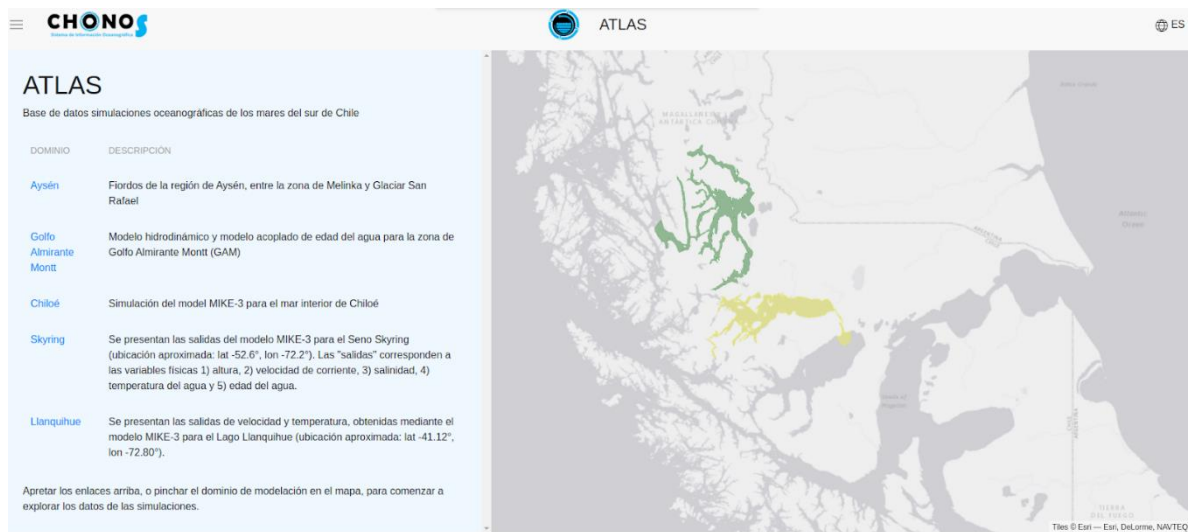 CHONOS
Sistema de Información Oceanográfica
ATLAS
ES
ATLAS
Base de datos simulaciones oceanográficas de los mares del sur de Chile
DOMINIO
DESCRIPCIÓN
Aysén
Fiordos de la región de Aysén, entre la zona de Melinka y Glaciar San
Rafael
Golfo
Almirante
Montt
Modelo hidrodinámico y modelo acoplado de edad del agua para la zona de
Golfo Almirante Montt (GAM)
Chiloé
Simulación del model MIKE-3 para el mar interior de Chiloé
Skyring
Se presentan las salidas del modelo MIKE-3 para el Seno Skyring
(ubicación aproximada: lat -52.6°, lon -72.2°). Las "salidas" corresponden a
las variables físicas 1) altura, 2) velocidad de corriente, 3) salinidad, 4)
temperatura del agua y 5) edad del agua.
Llanquihue
Se presentan las salidas de velocidad y temperatura, obtenidas mediante el
modelo MIKE-3 para el Lago Llanquihue (ubicación aproximada: lat -41.12°,
lon -72.80°).
Apretar los enlaces arriba, o pinchar el dominio de modelación en el mapa, para comenzar a
explorar los datos de las simulaciones.
ARGENTINA
TIERRA
DEL FUEGO
Tiles © Esri — Esri, DeLorme, NAVTEQ